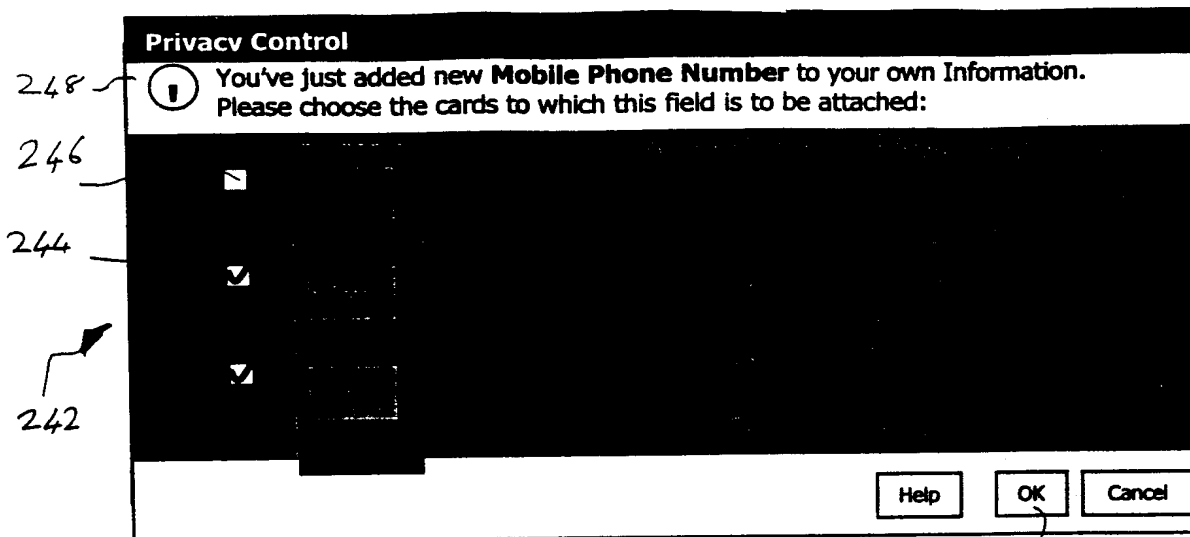 Privacy Control
248
You've just added new Mobile Phone Number to your own Information.
Please choose the cards to which this field is to be attached:
246
244
242
Help OK Cancel